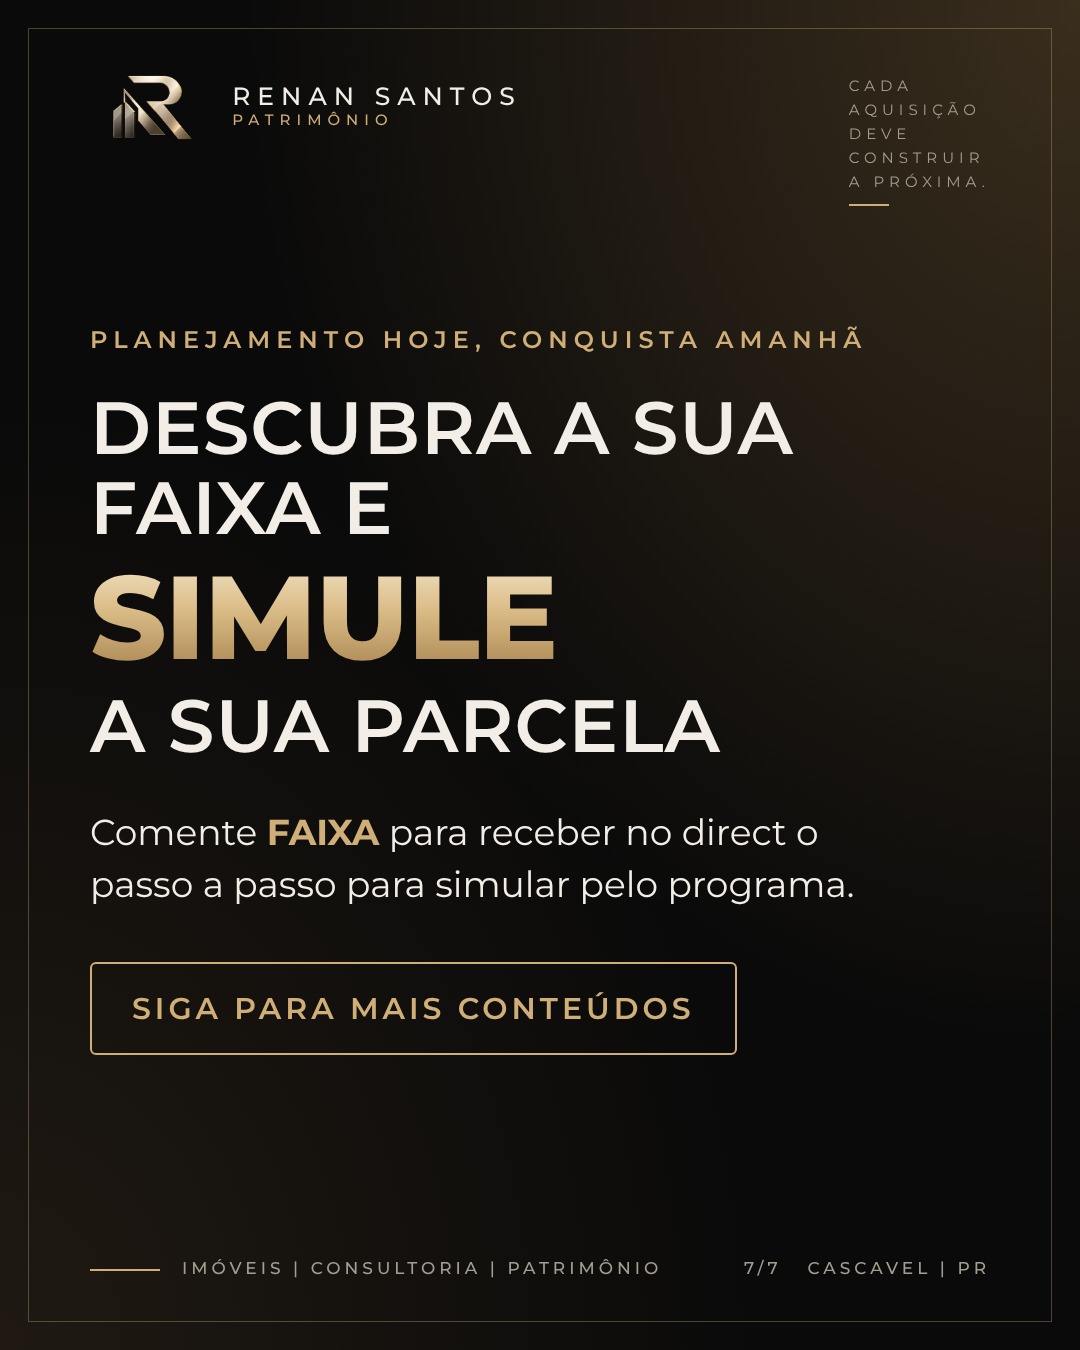 RENAN SANTOS
PATRIMÔNIO
CADA
AQUISIÇÃO
DEVE
CONSTRUIR
A PRÓXIMA.
PLANEJAMENTO HOJE, CONQUISTA AMANHÃ
DESCUBRA A SUA
FAIXA E
SIMULE
A SUA PARCELA
Comente FAIXA para receber no direct o
passo a passo para simular pelo programa.
SIGA PARA MAIS CONTEÚDOS
IMÓVEIS | CONSULTORIA | PATRIMÔNIO
7/7 CASCAVEL | PR